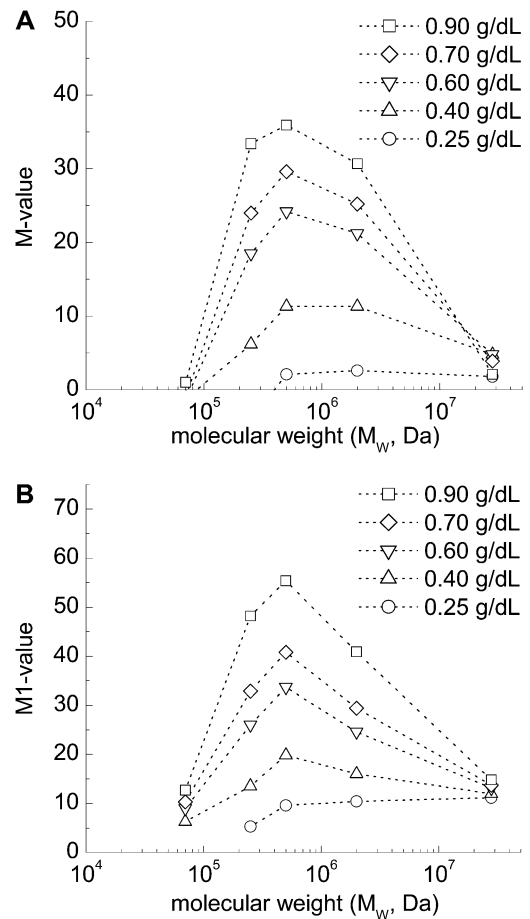 A
0.90 g/dL
0.70 g/dL
0.60 g/dL
0.40 g/dL
0.25 g/dL
50
40
30
20
10
0
M-value
10^4 10^5 10^6 10^7
molecular weight (M_W, Da)
B
0.90 g/dL
0.70 g/dL
0.60 g/dL
0.40 g/dL
0.25 g/dL
70
60
50
40
30
20
10
0
M1-value
10^4 10^5 10^6 10^7
molecular weight (M_W, Da)